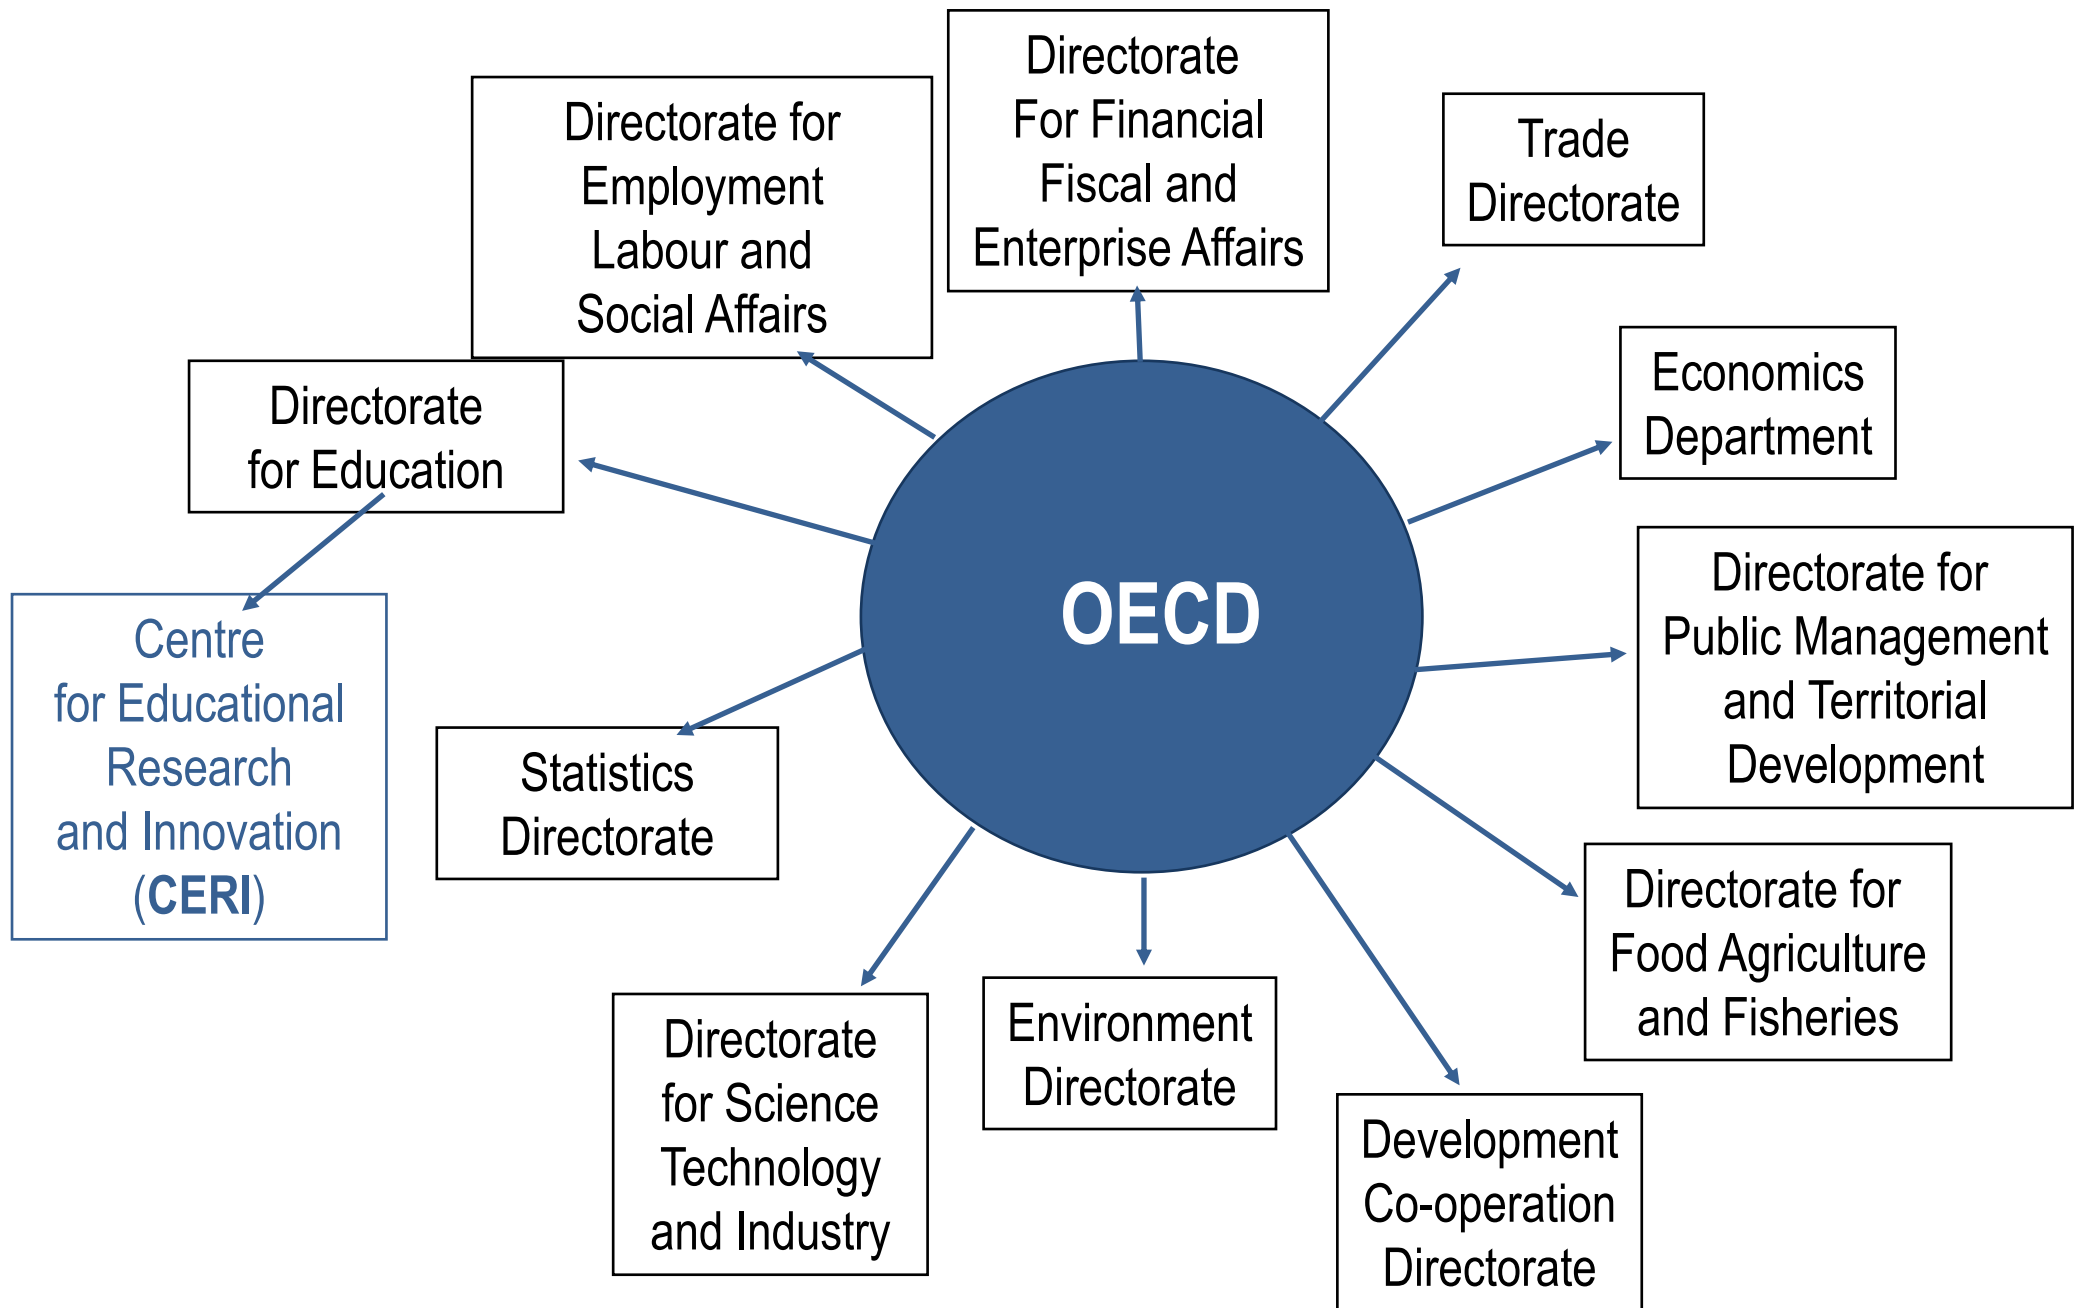 Directorate
For Financial
Fiscal and
Enterprise Affairs
Directorate for
Employment
Labour and
Social Affairs
Trade
Directorate
Economics
Department
Directorate
for Education
OECD
Directorate for
Public Management
and Territorial
Development
Centre
for Educational
Research
and Innovation
(CERI)
Statistics
Directorate
Directorate for
Food Agriculture
and Fisheries
Environment
Directorate
Directorate
for Science
Technology
and Industry
Development
Co-operation
Directorate